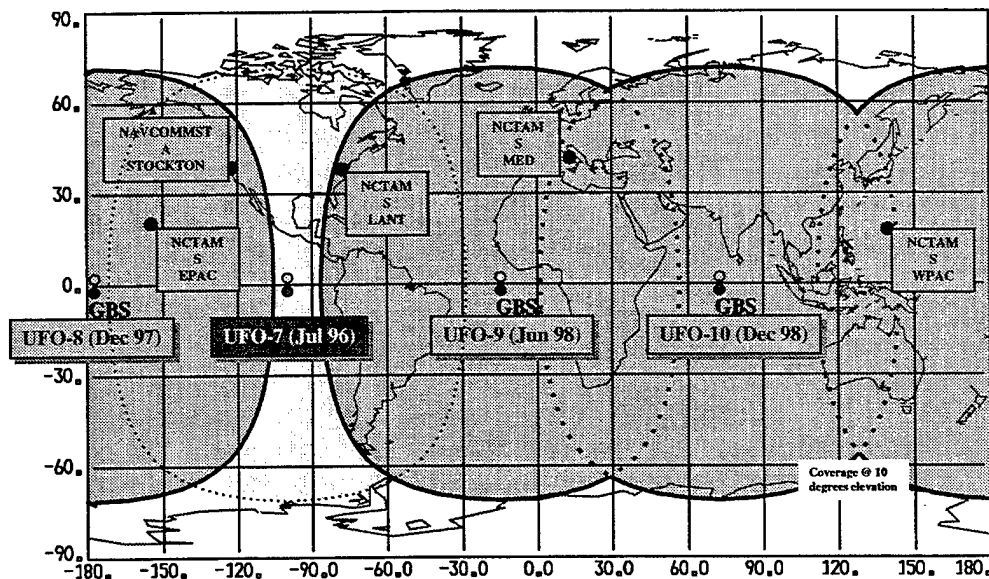 90.
60.
30.
0.
-30.
-60.
-90.
NAVCOMMST
A
STOCKTON
NCTAM
S
EPAC
NCTAM
S
LANT
NCTAM
S
MED
NCTAM
S
WPAC
GBS
GBS
GBS
UFO-8 (Dec 97)
UFO-7 (Jul 96)
UFO-9 (Jun 98)
UFO-10 (Dec 98)
Coverage @ 10
degrees elevation
-180. -150. -120. -90.0 -60.0 -30.0 0.0 30.0 60.0 90.0 120.0 150.0 180.